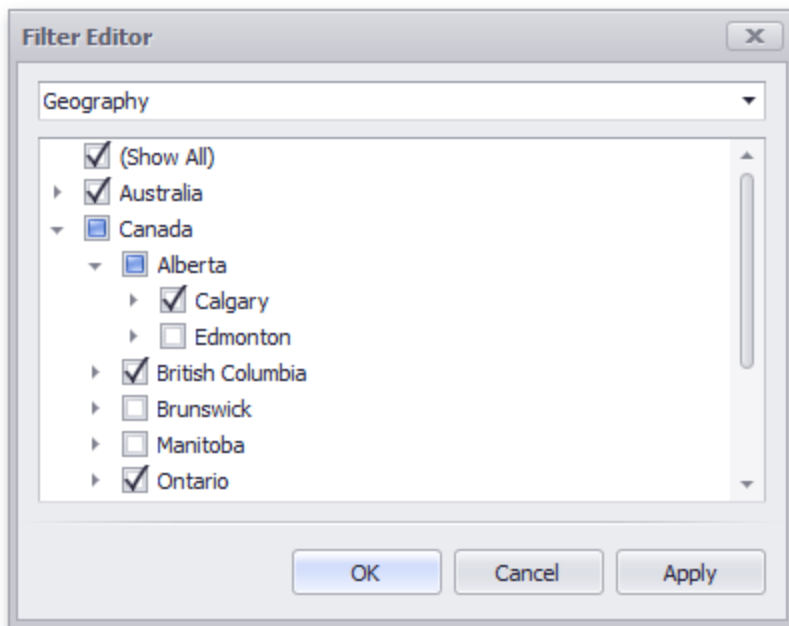 Filter Editor
Geography
(Show All)
Australia
Canada
Alberta
Calgary
Edmonton
British Columbia
Brunswick
Manitoba
Ontario
OK Cancel Apply